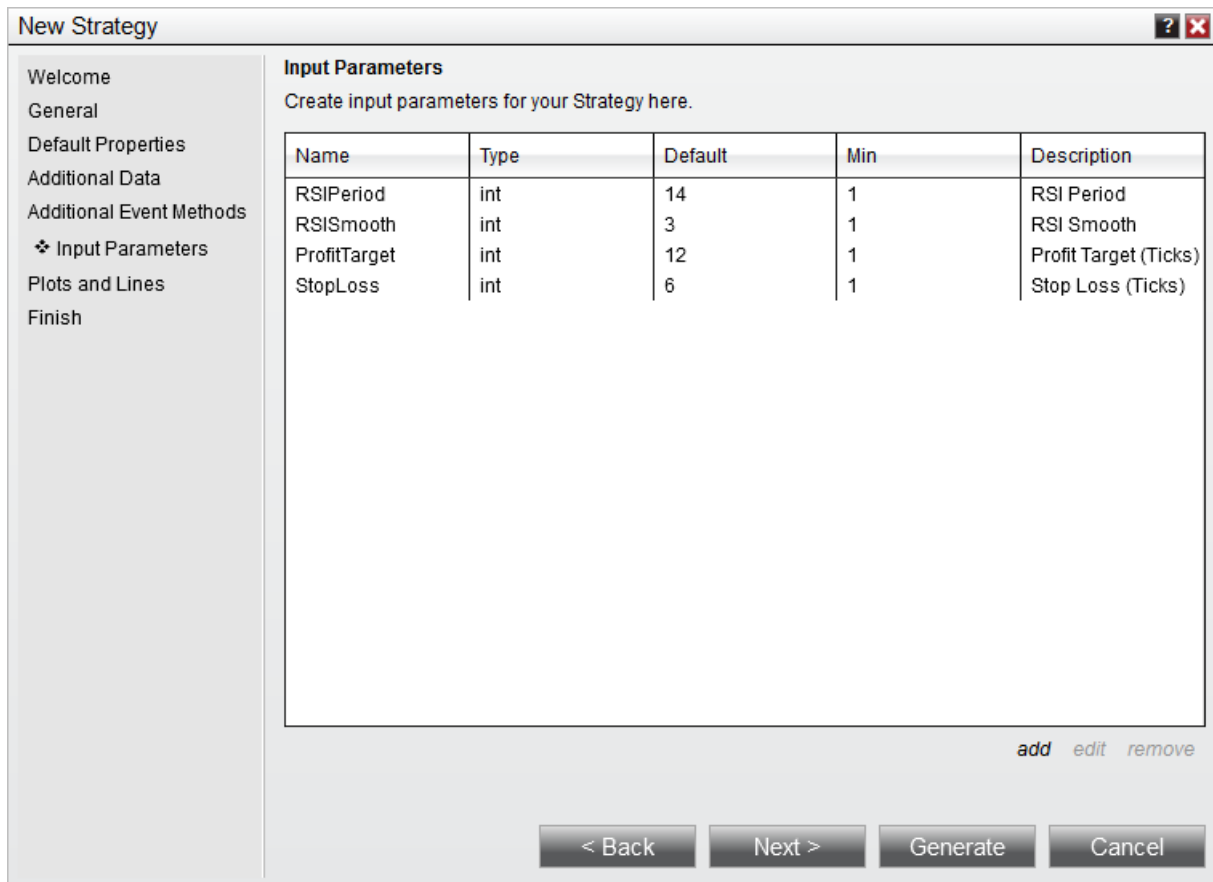 New Strategy ?
Welcome
General
Default Properties
Additional Data
Additional Event Methods
Input Parameters
Plots and Lines
Finish
Input Parameters
Create input parameters for your Strategy here.
Name Type Default Min Description
RSIPeriod int 14 1 RSI Period
RSISmooth int 3 1 RSI Smooth
ProfitTarget int 12 1 Profit Target (Ticks)
StopLoss int 6 1 Stop Loss (Ticks)
add edit remove
< Back Next > Generate Cancel